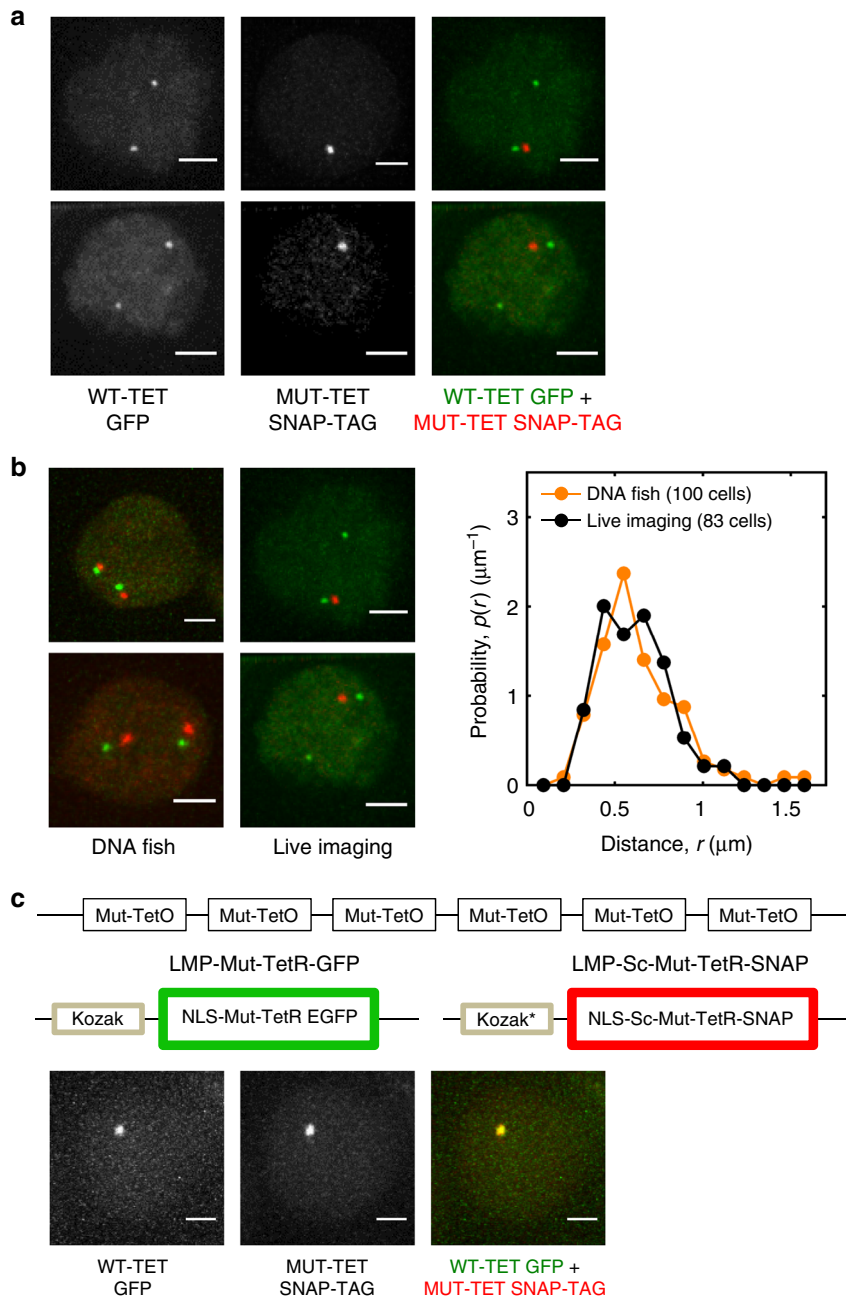 a
WT-TET
GFP
MUT-TET
SNAP-TAG
WT-TET GFP +
MUT-TET SNAP-TAG
b
DNA fish
Live imaging
DNA fish (100 cells)
Live imaging (83 cells)
Probability, p(r) (μm⁻¹)
3
2
1
0
0
0.5
1
1.5
Distance, r (μm)
c
Mut-TetO Mut-TetO Mut-TetO Mut-TetO Mut-TetO Mut-TetO
LMP-Mut-TetR-GFP
LMP-Sc-Mut-TetR-SNAP
Kozak NLS-Mut-TetR EGFP
Kozak* NLS-Sc-Mut-TetR-SNAP
WT-TET
GFP
MUT-TET
SNAP-TAG
WT-TET GFP +
MUT-TET SNAP-TAG